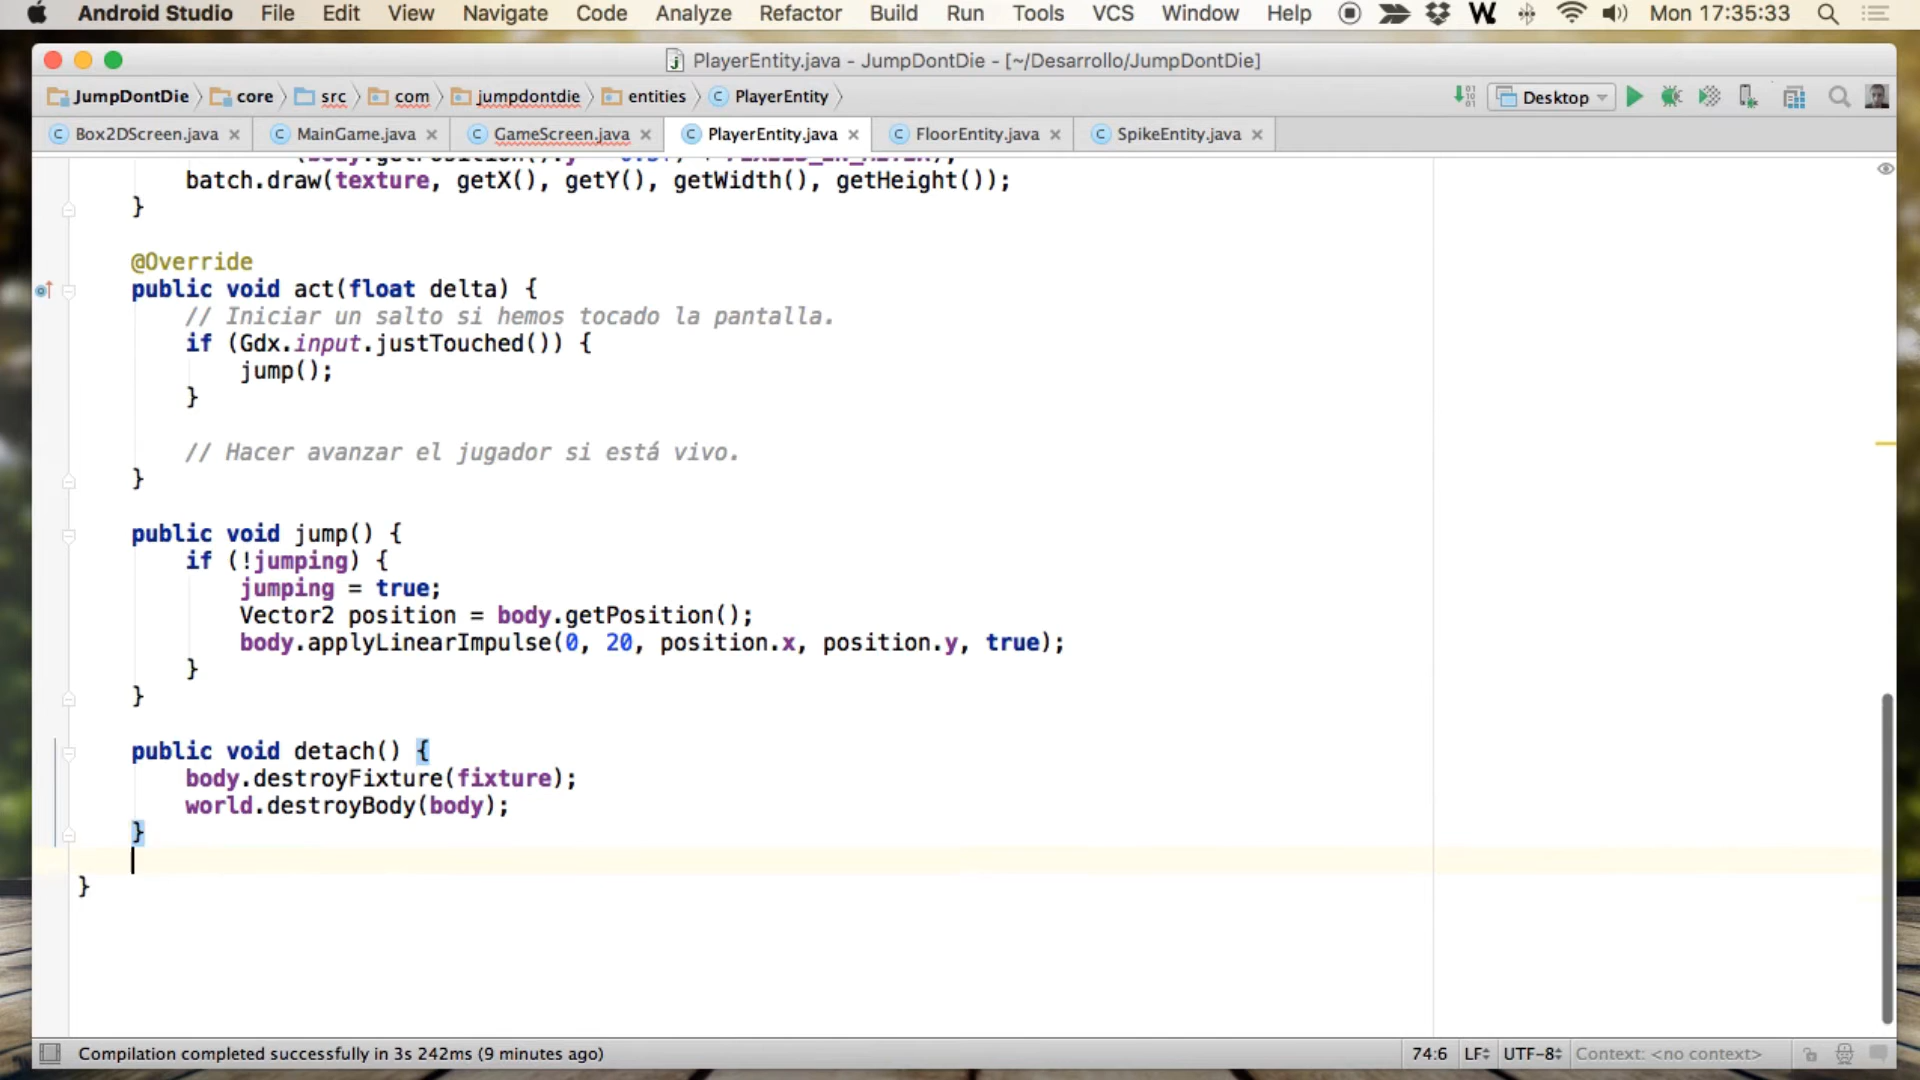 Android Studio File Edit View Navigate Code Analyze Refactor Build Run Tools VCS Window Help Mon 17:35:33
PlayerEntity.java - JumpDontDie - [~/Desarrollo/JumpDontDie]
JumpDontDie core src com jumpdontdie entities PlayerEntity Desktop
Box2DScreen.java MainGame.java GameScreen.java PlayerEntity.java FloorEntity.java SpikeEntity.java
batch.draw(texture, getX(), getY(), getWidth(), getHeight());
}
@Override
public void act(float delta) {
// Iniciar un salto si hemos tocado la pantalla.
if (Gdx.input.justTouched()) {
jump();
}
// Hacer avanzar el jugador si está vivo.
}
public void jump() {
if (!jumping) {
jumping = true;
Vector2 position = body.getPosition();
body.applyLinearImpulse(0, 20, position.x, position.y, true);
}
}
public void detach() {
body.destroyFixture(fixture);
world.destroyBody(body);
}
}
Compilation completed successfully in 3s 242ms (9 minutes ago) 74:6 LF UTF-8 Context: <no context>